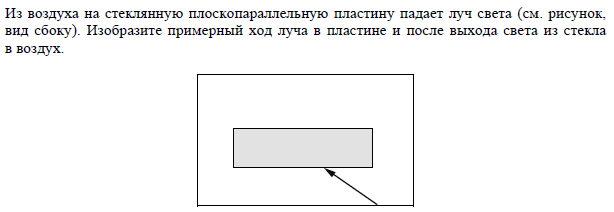 Из воздуха на стеклянную плоскопараллельную пластину падает луч света (см. рисунок,
вид сбоку). Изобразите примерный ход луча в пластине и после выхода света из стекла
в воздух.